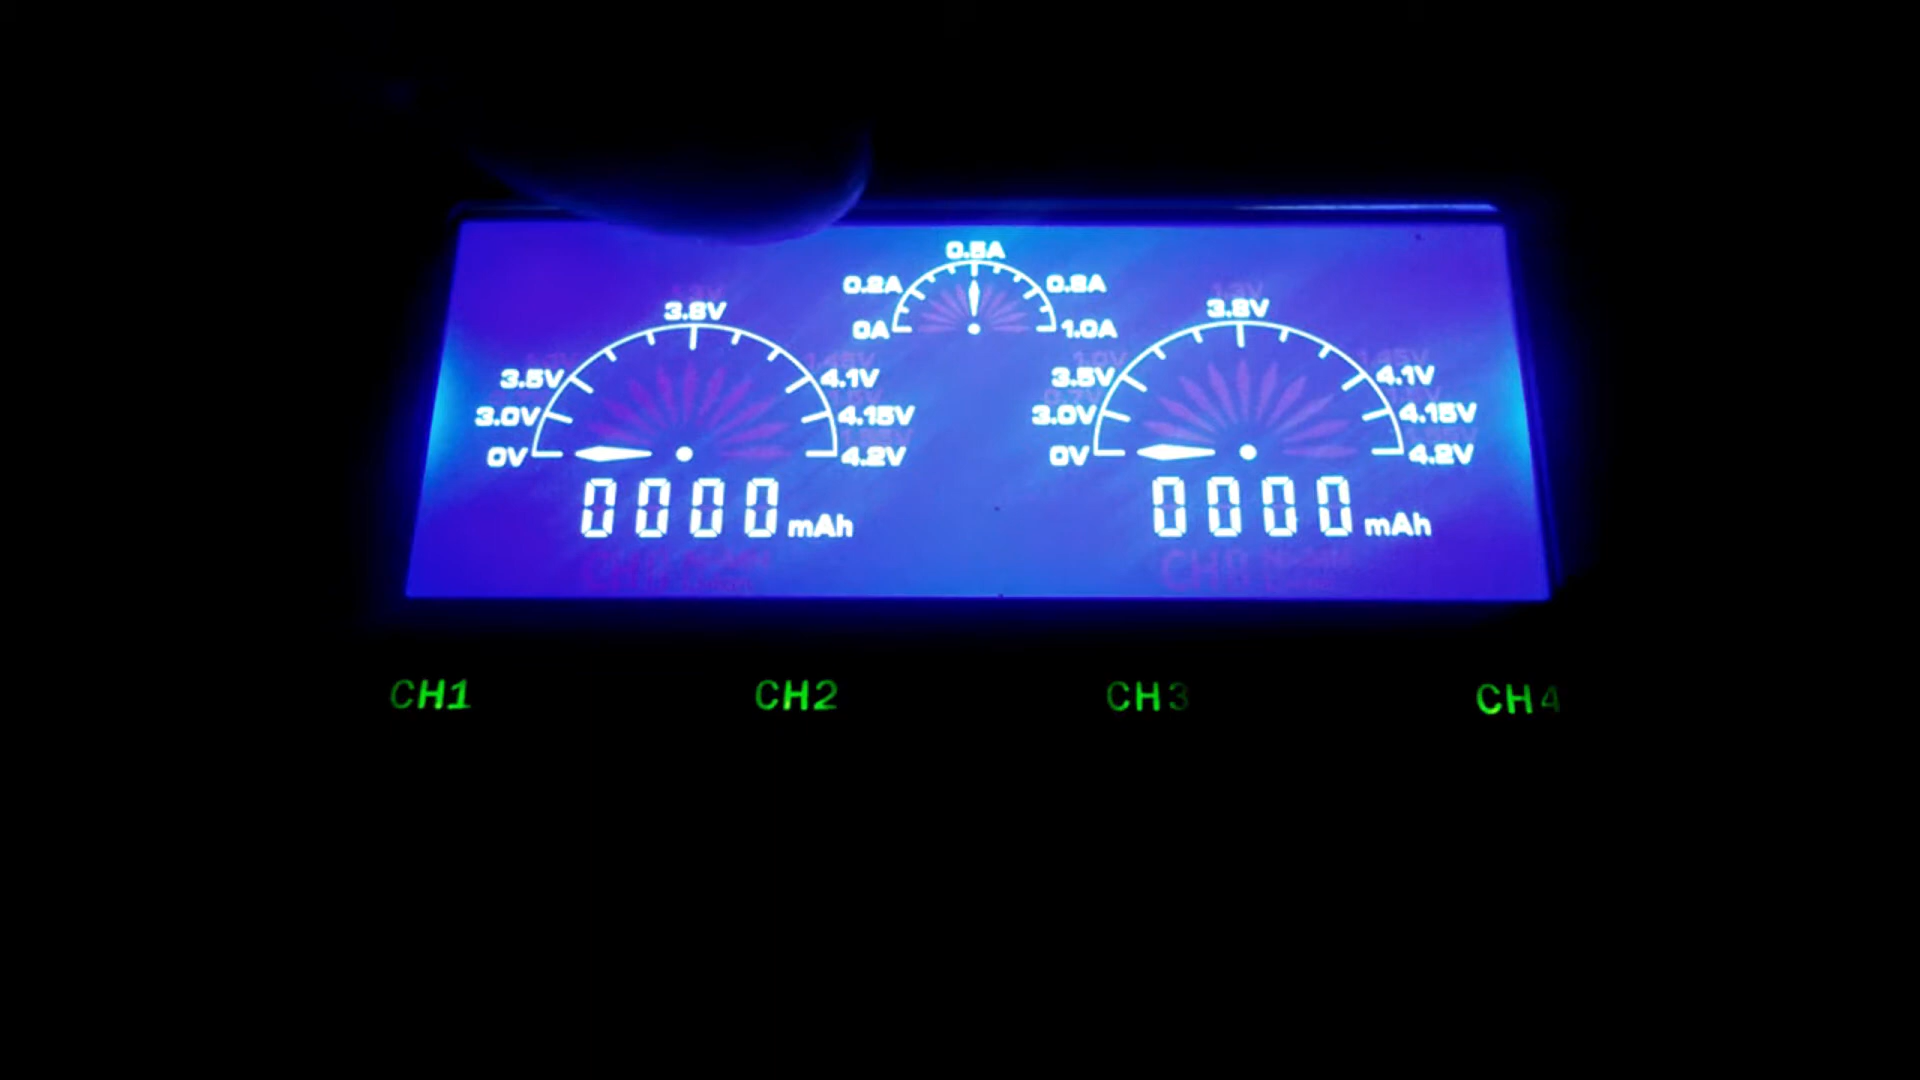 0.5A
0.2A 0.8A
0A 1.0A
3.8V 3.8V
3.5V 4.1V 3.5V 4.1V
3.0V 4.15V 3.0V 4.15V
0V 4.2V 0V 4.2V
0000 mAh 0000 mAh
CH1 CH2 CH3 CH4